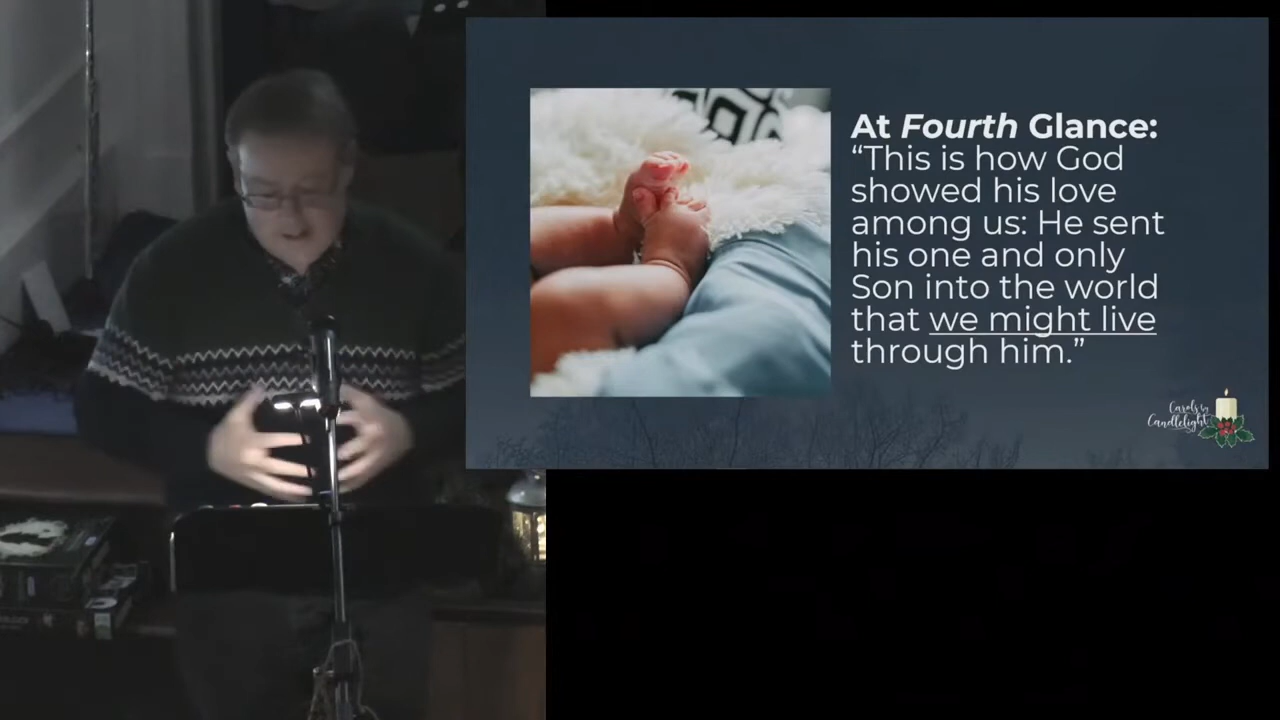 At Fourth Glance:
“This is how God
showed his love
among us: He sent
his one and only
Son into the world
that we might live
through him.”
Carols by
Candlelight